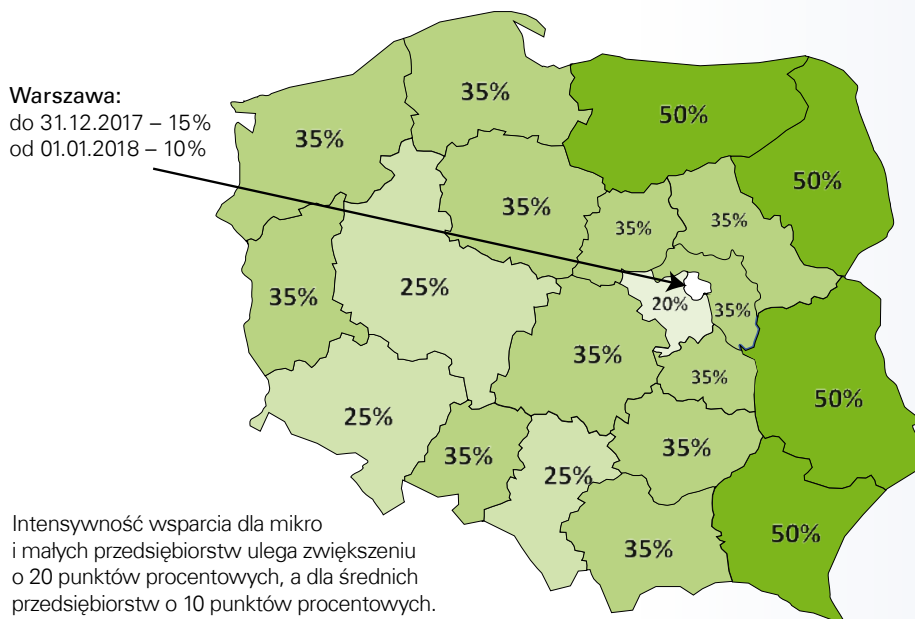 Warszawa:
do 31.12.2017 – 15%
od 01.01.2018 – 10%
35%
35%
50%
50%
35%
35%
35%
35%
25%
20%
35%
35%
35%
50%
25%
35%
25%
35%
35%
50%
Intensywność wsparcia dla mikro
i małych przedsiębiorstw ulega zwiększeniu
o 20 punktów procentowych, a dla średnich
przedsiębiorstw o 10 punktów procentowych.